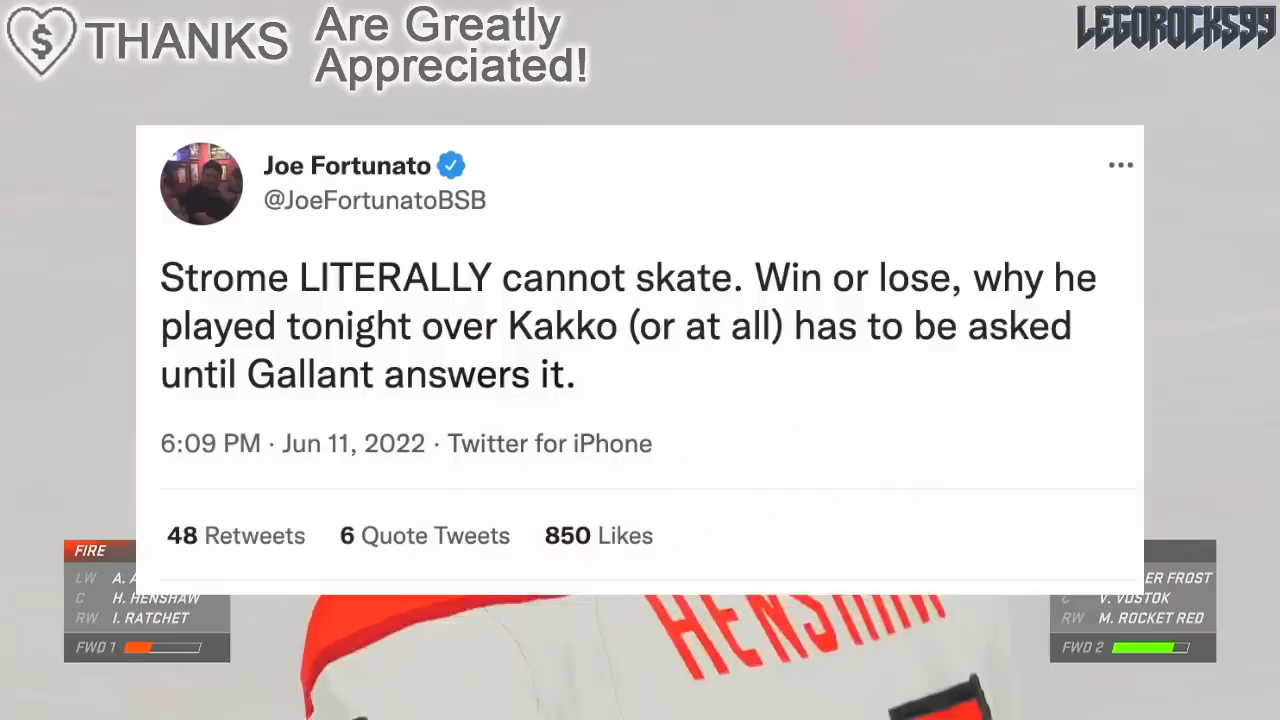 $ THANKS
Are Greatly
Appreciated!
LEGOROCKS99
Joe Fortunato
@JoeFortunatoBSB
Strome LITERALLY cannot skate. Win or lose, why he
played tonight over Kakko (or at all) has to be asked
until Gallant answers it.
6:09 PM · Jun 11, 2022 · Twitter for iPhone
48 Retweets 6 Quote Tweets 850 Likes
FIRE
LW A. A
C H. HENSHAW
RW I. RATCHET
FWD 1
ER FROST
C V. VOSTOK
RW M. ROCKET RED
FWD 2
HENSHAW